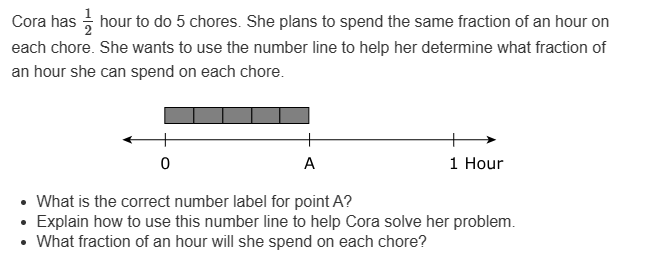 Cora has 1/2 hour to do 5 chores. She plans to spend the same fraction of an hour on
each chore. She wants to use the number line to help her determine what fraction of
an hour she can spend on each chore.
0 A 1 Hour
• What is the correct number label for point A?
• Explain how to use this number line to help Cora solve her problem.
• What fraction of an hour will she spend on each chore?